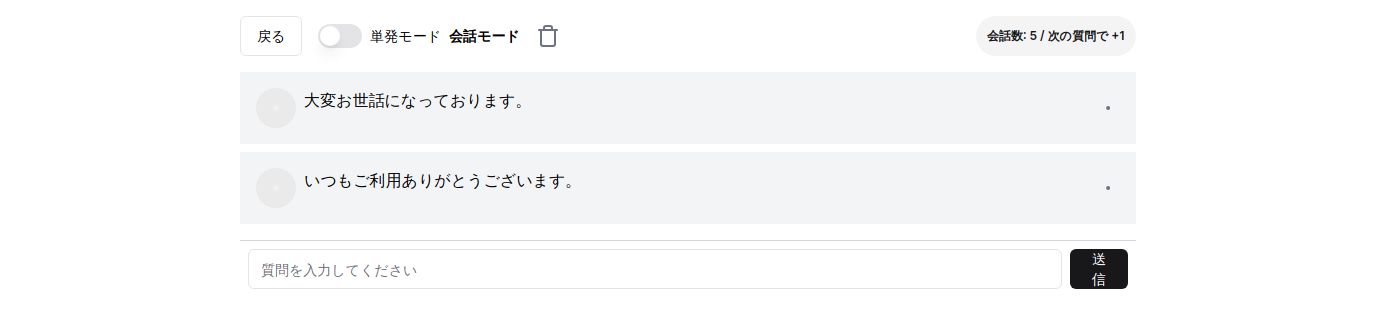 戻る 単発モード 会話モード 会話数: 5 / 次の質問で +1
大変お世話になっております。
いつもご利用ありがとうございます。
質問を入力してください
送
信